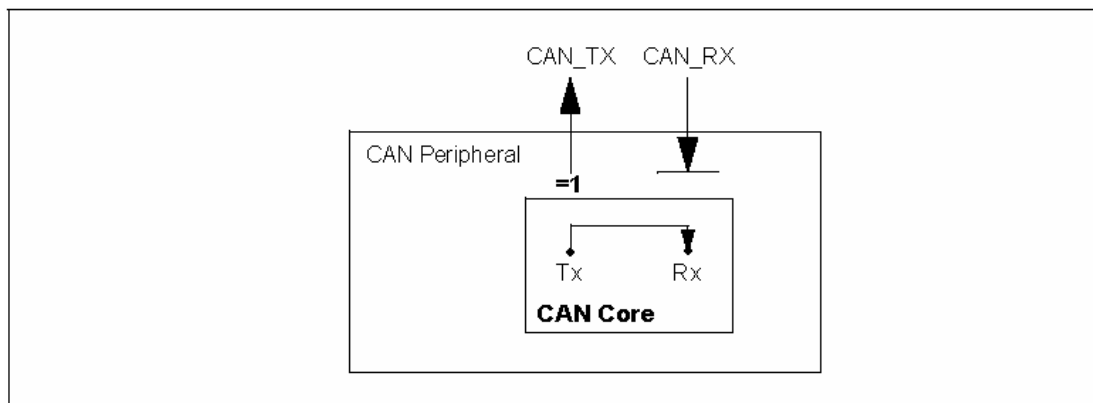 CAN_TX CAN_RX
CAN Peripheral
=1
Tx Rx
CAN Core